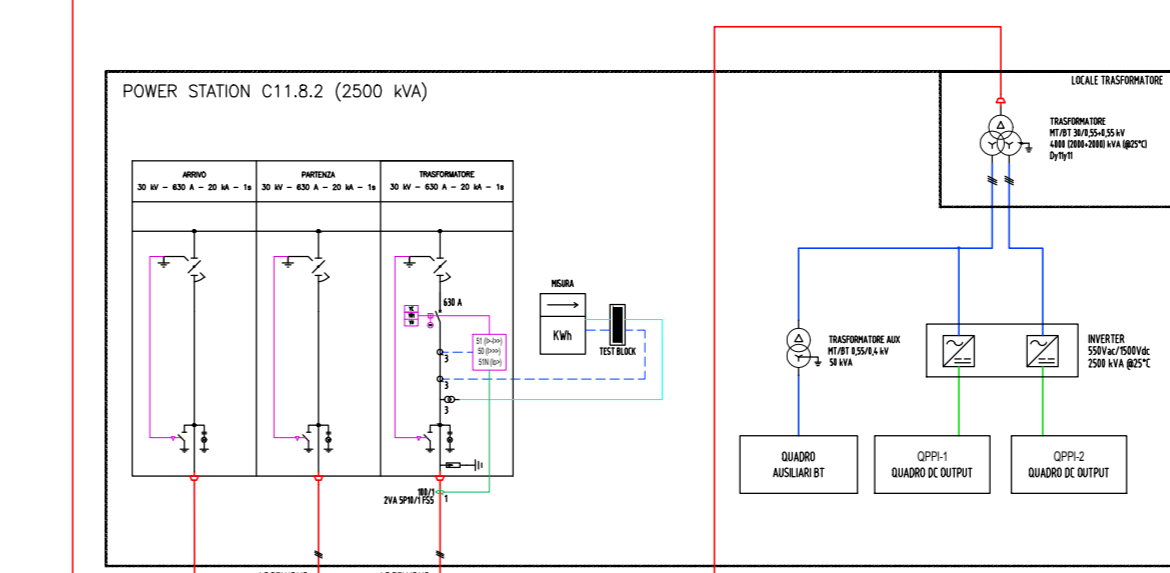 POWER STATION C11.8.2 (2500 kVA)
LOCALE TRASFORMATORE
TRASFORMATORE
MT/BT 30/0,55+0,55 kV
4000 (2000+2000) kVA (@25°C)
Dy11y11
ARRIVO
30 kV - 630 A - 20 kA - 1s
PARTENZA
30 kV - 630 A - 20 kA - 1s
TRASFORMATORE
30 kV - 630 A - 20 kA - 1s
630 A
51 (I>-I>>)
50 (I>>>)
51N (Io>)
3
3
3
MISURA
KWh
TEST BLOCK
TRASFORMATORE AUX
MT/BT 0,55/0,4 kV
50 kVA
INVERTER
550Vac/1500Vdc
2500 kVA @25°C
QUADRO
AUSILIARI BT
QPPI-1
QUADRO DC OUTPUT
QPPI-2
QUADRO DC OUTPUT
100/1
2VA 5P10/1 FS5
1